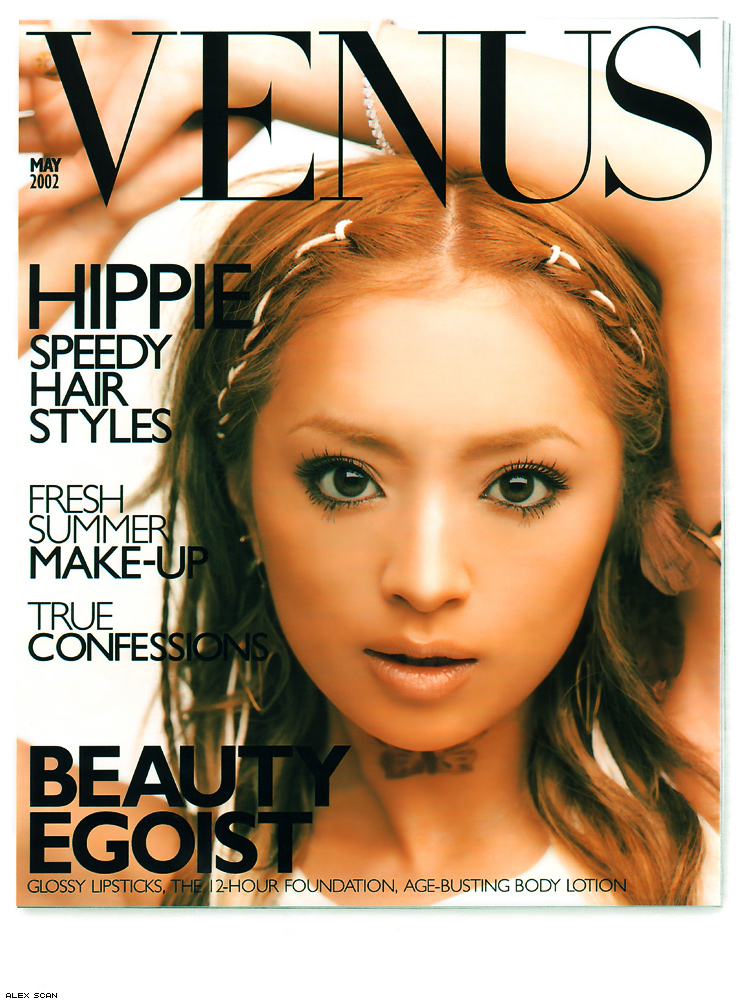 VENUS
MAY
2002
HIPPIE
SPEEDY
HAIR
STYLES
FRESH
SUMMER
MAKE-UP
TRUE
CONFESSIONS
BEAUTY
EGOIST
GLOSSY LIPSTICKS, THE 12-HOUR FOUNDATION, AGE-BUSTING BODY LOTION
ALEX SCAN